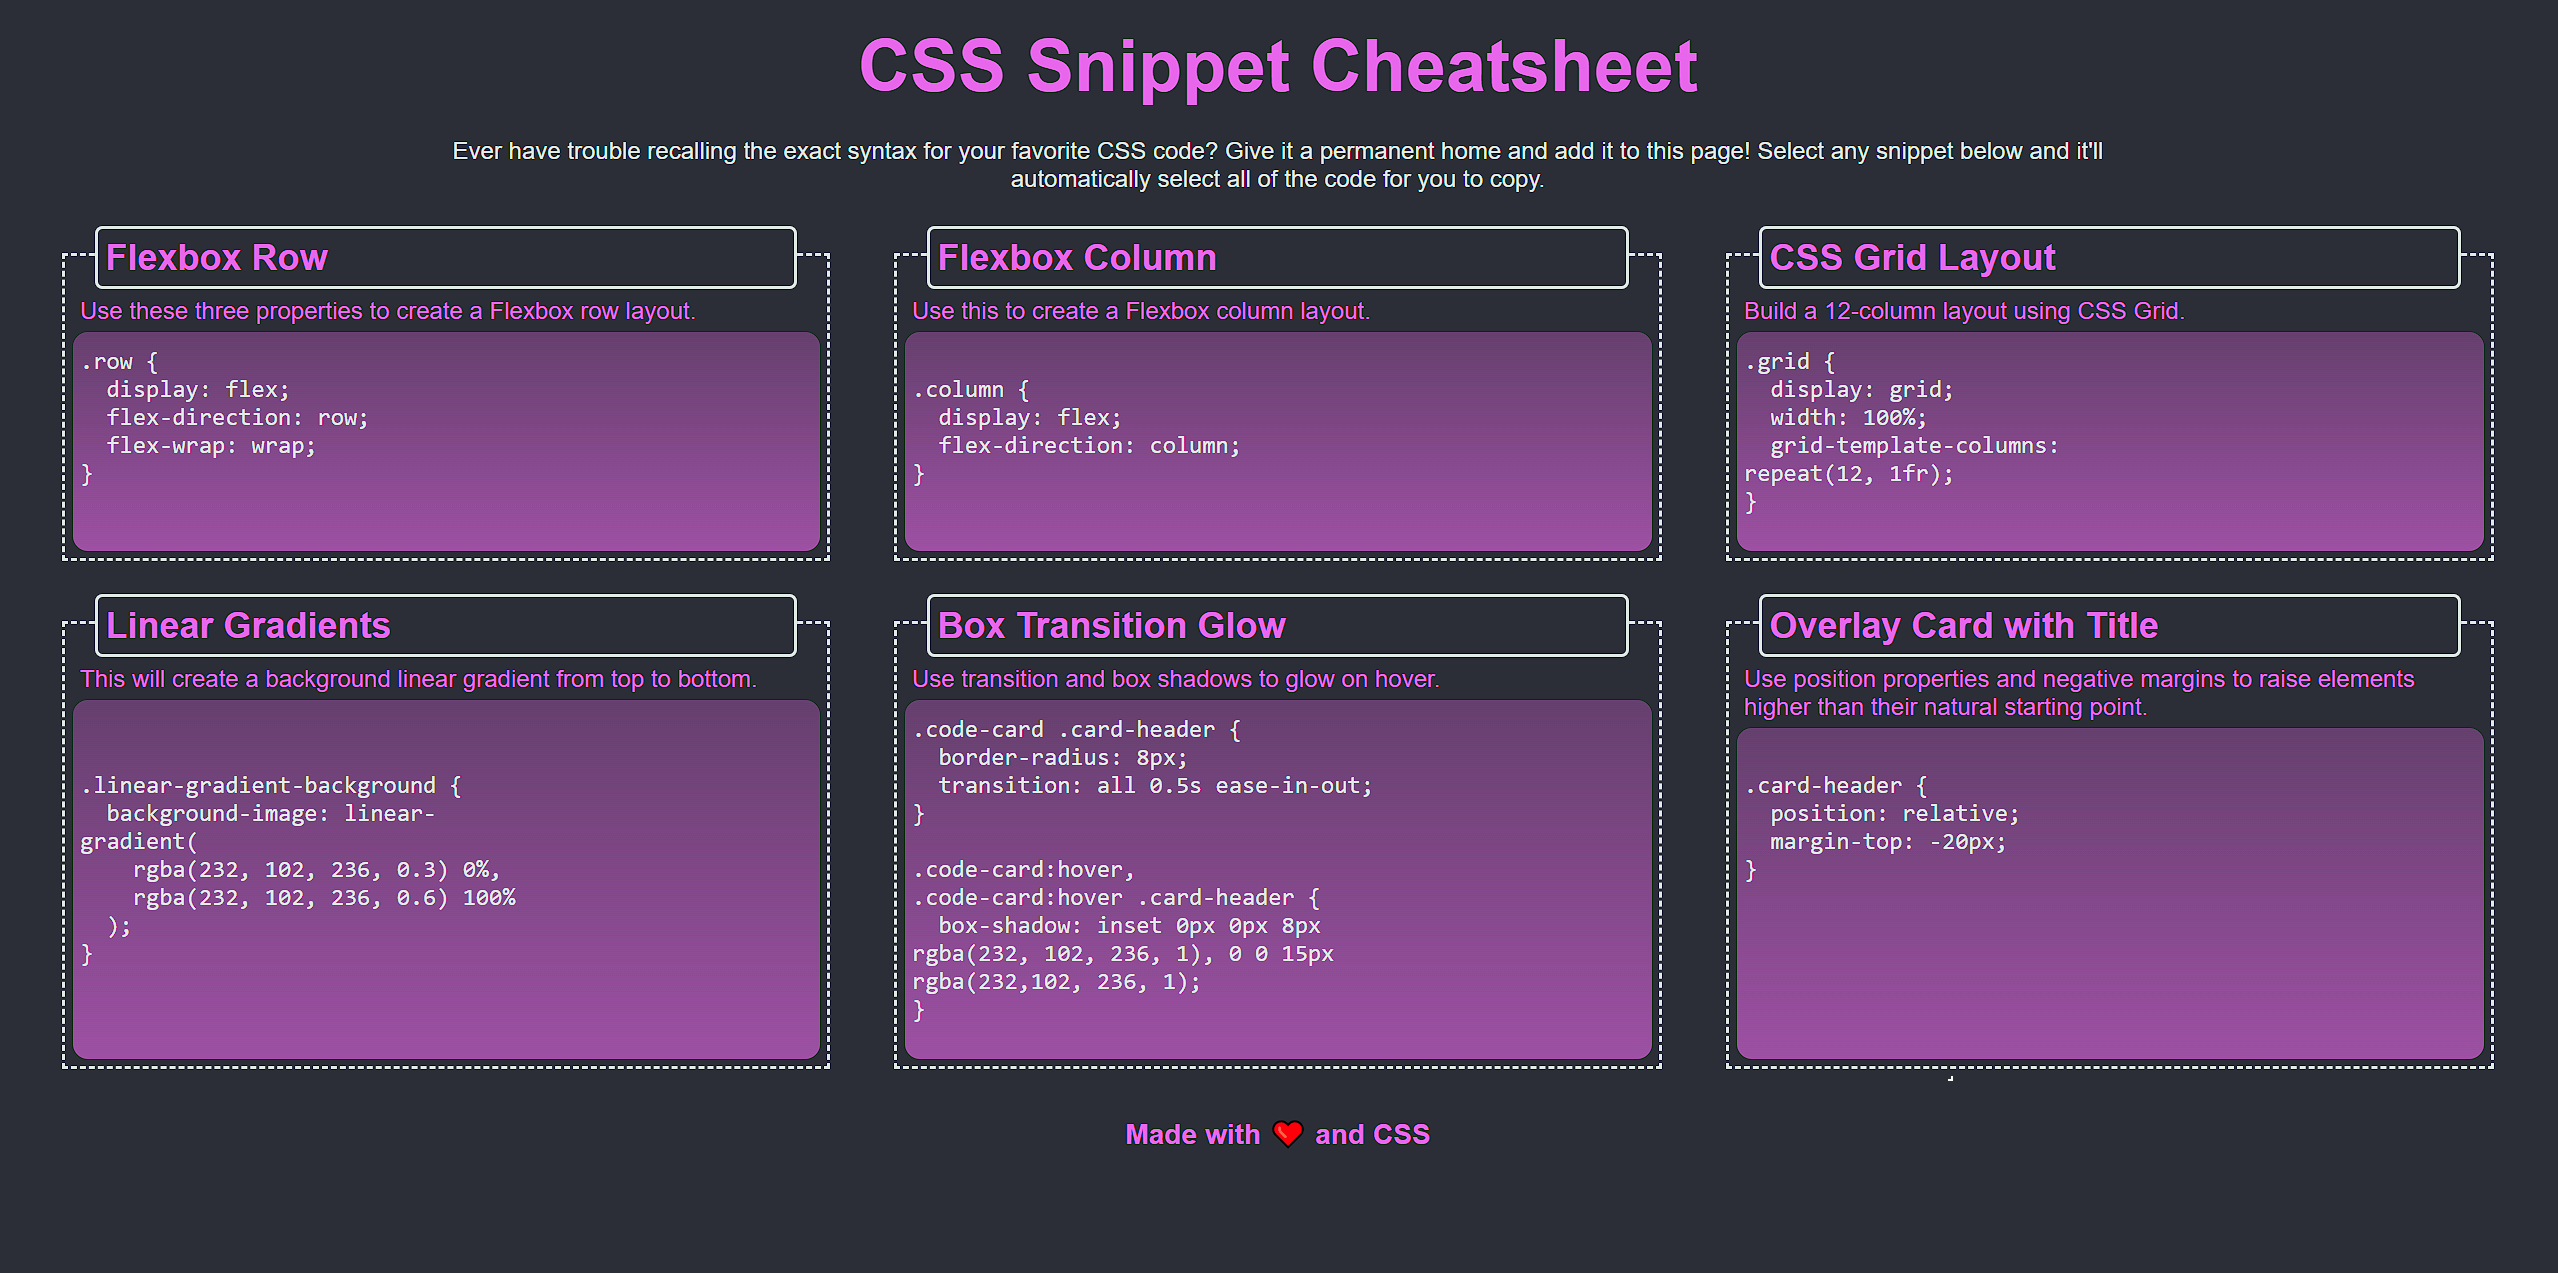 CSS Snippet Cheatsheet
Ever have trouble recalling the exact syntax for your favorite CSS code? Give it a permanent home and add it to this page! Select any snippet below and it'll
automatically select all of the code for you to copy.
Flexbox Row
Use these three properties to create a Flexbox row layout.
.row {
  display: flex;
  flex-direction: row;
  flex-wrap: wrap;
}
Flexbox Column
Use this to create a Flexbox column layout.
.column {
  display: flex;
  flex-direction: column;
}
CSS Grid Layout
Build a 12-column layout using CSS Grid.
.grid {
  display: grid;
  width: 100%;
  grid-template-columns:
repeat(12, 1fr);
}
Linear Gradients
This will create a background linear gradient from top to bottom.
.linear-gradient-background {
  background-image: linear-
gradient(
    rgba(232, 102, 236, 0.3) 0%,
    rgba(232, 102, 236, 0.6) 100%
  );
}
Box Transition Glow
Use transition and box shadows to glow on hover.
.code-card .card-header {
  border-radius: 8px;
  transition: all 0.5s ease-in-out;
}
.code-card:hover,
.code-card:hover .card-header {
  box-shadow: inset 0px 0px 8px
rgba(232, 102, 236, 1), 0 0 15px
rgba(232,102, 236, 1);
}
Overlay Card with Title
Use position properties and negative margins to raise elements
higher than their natural starting point.
.card-header {
  position: relative;
  margin-top: -20px;
}
Made with ❤️ and CSS